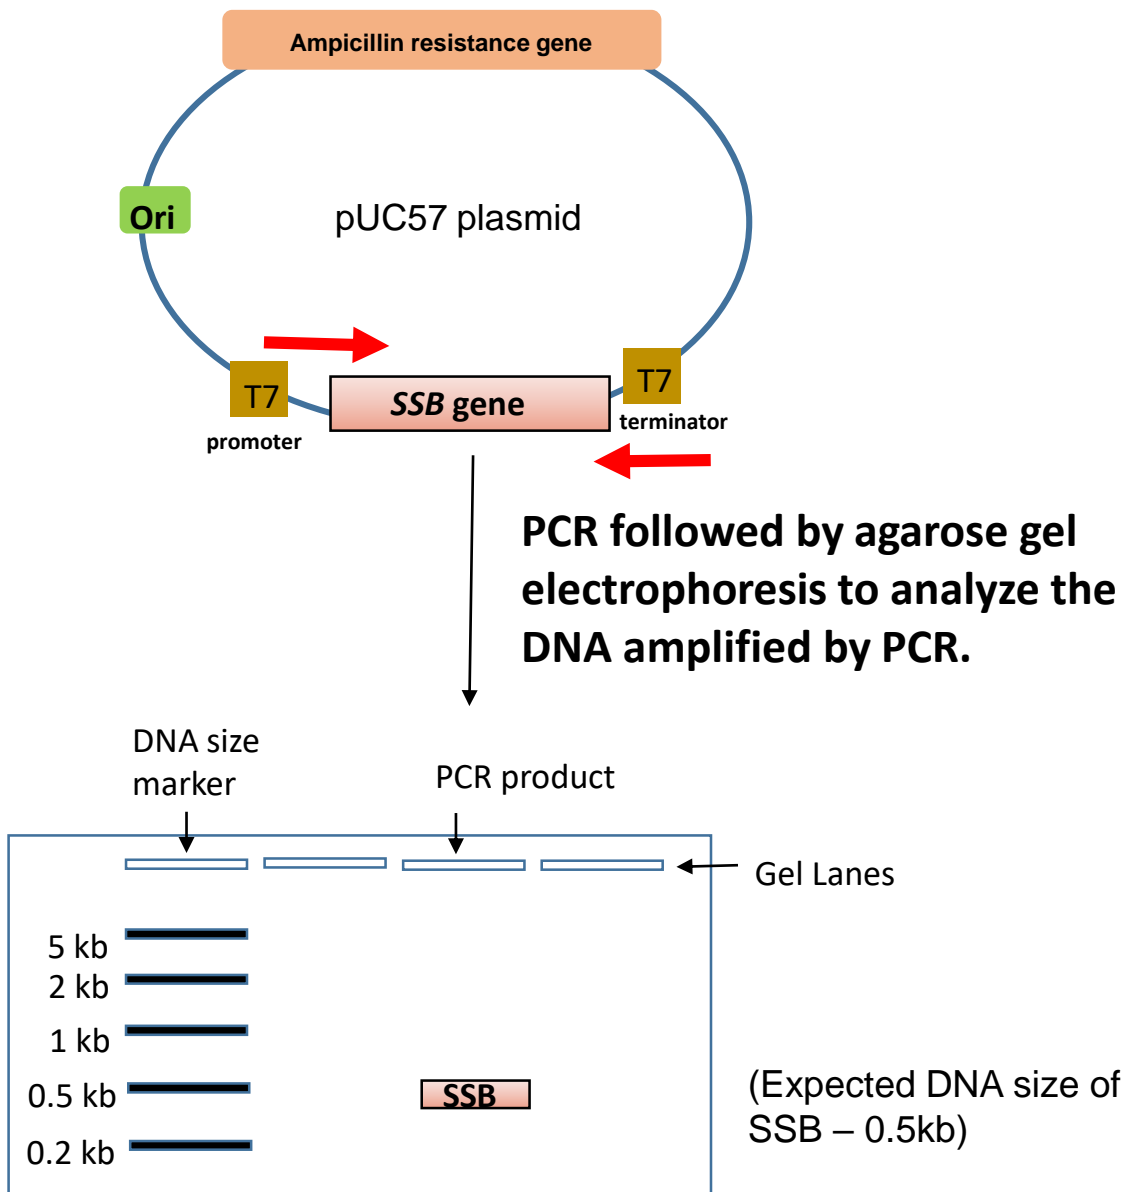 Ampicillin resistance gene
Ori
pUC57 plasmid
T7
promoter
SSB gene
T7
terminator
PCR followed by agarose gel
electrophoresis to analyze the
DNA amplified by PCR.
DNA size
marker
PCR product
Gel Lanes
5 kb
2 kb
1 kb
0.5 kb
SSB
0.2 kb
(Expected DNA size of
SSB – 0.5kb)